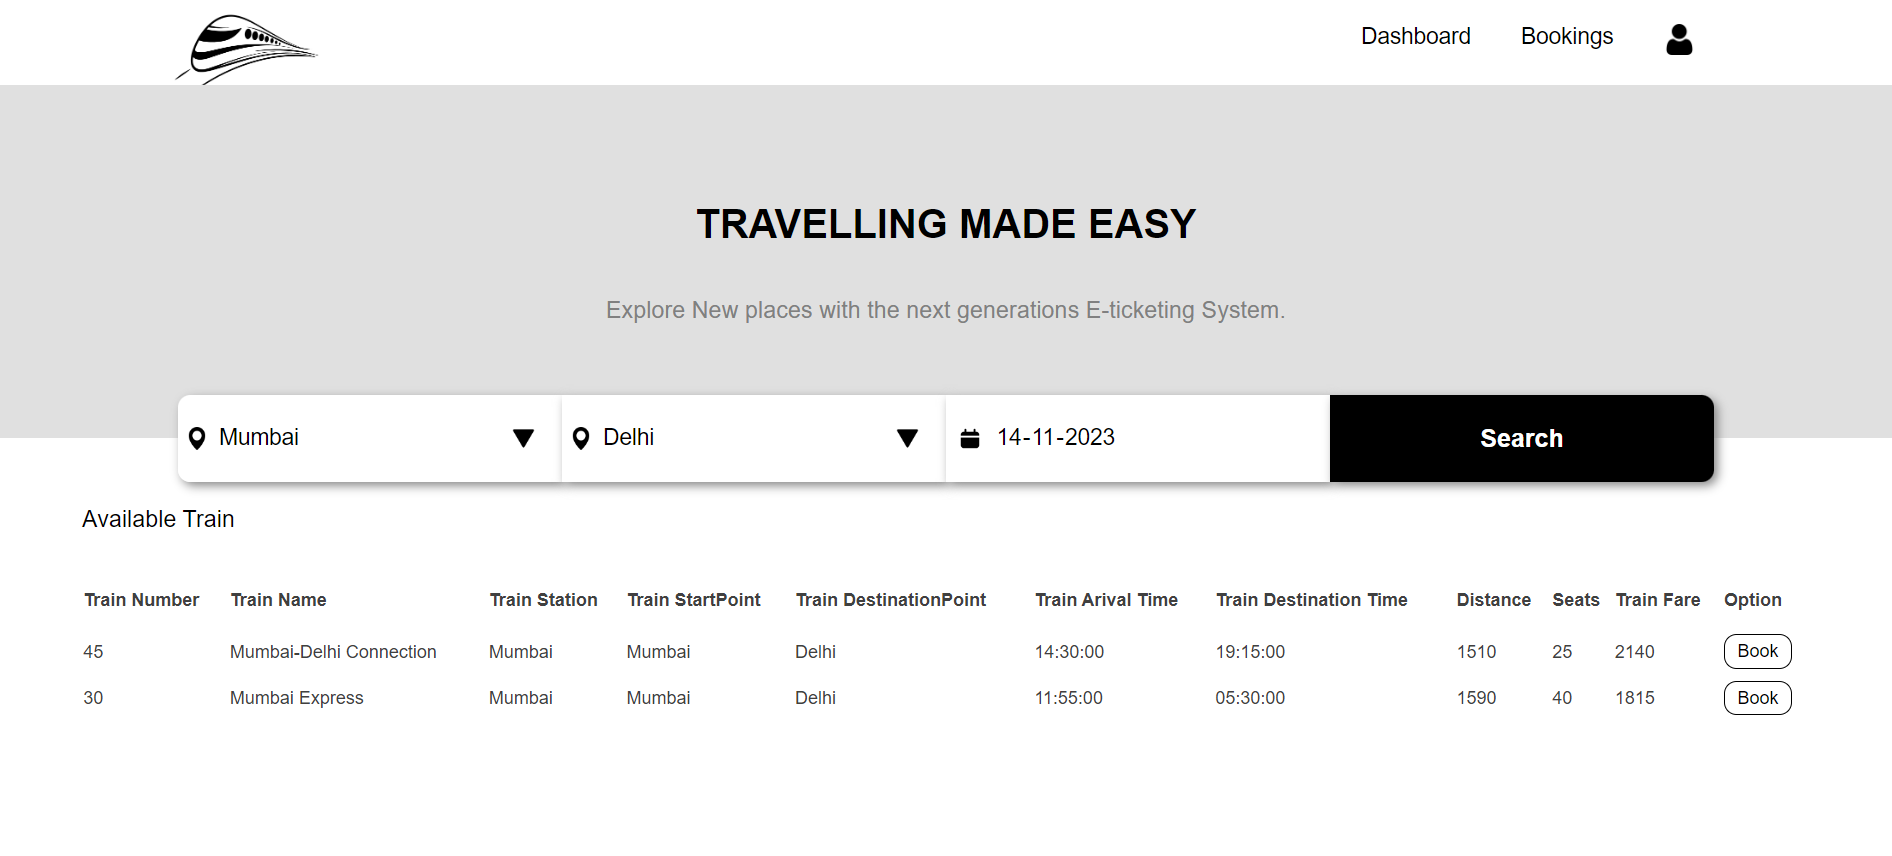 Dashboard Bookings
TRAVELLING MADE EASY
Explore New places with the next generations E-ticketing System.
Mumbai Delhi 14-11-2023 Search
Available Train
Train Number Train Name Train Station Train StartPoint Train DestinationPoint Train Arival Time Train Destination Time Distance Seats Train Fare Option
45 Mumbai-Delhi Connection Mumbai Mumbai Delhi 14:30:00 19:15:00 1510 25 2140 Book
30 Mumbai Express Mumbai Mumbai Delhi 11:55:00 05:30:00 1590 40 1815 Book